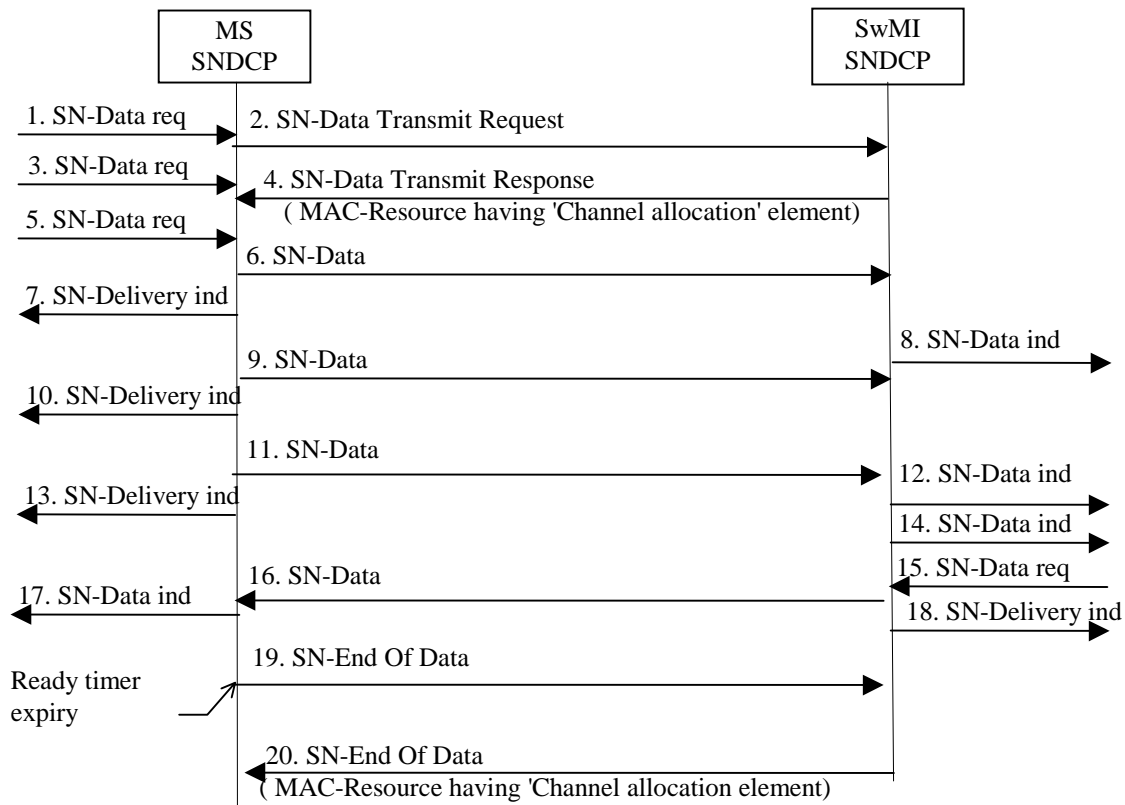 MS
SNDCP
SwMI
SNDCP
1. SN-Data req
2. SN-Data Transmit Request
3. SN-Data req
4. SN-Data Transmit Response
( MAC-Resource having 'Channel allocation' element)
5. SN-Data req
6. SN-Data
7. SN-Delivery ind
8. SN-Data ind
9. SN-Data
10. SN-Delivery ind
11. SN-Data
12. SN-Data ind
13. SN-Delivery ind
14. SN-Data ind
15. SN-Data req
16. SN-Data
17. SN-Data ind
18. SN-Delivery ind
19. SN-End Of Data
Ready timer
expiry
20. SN-End Of Data
( MAC-Resource having 'Channel allocation element)